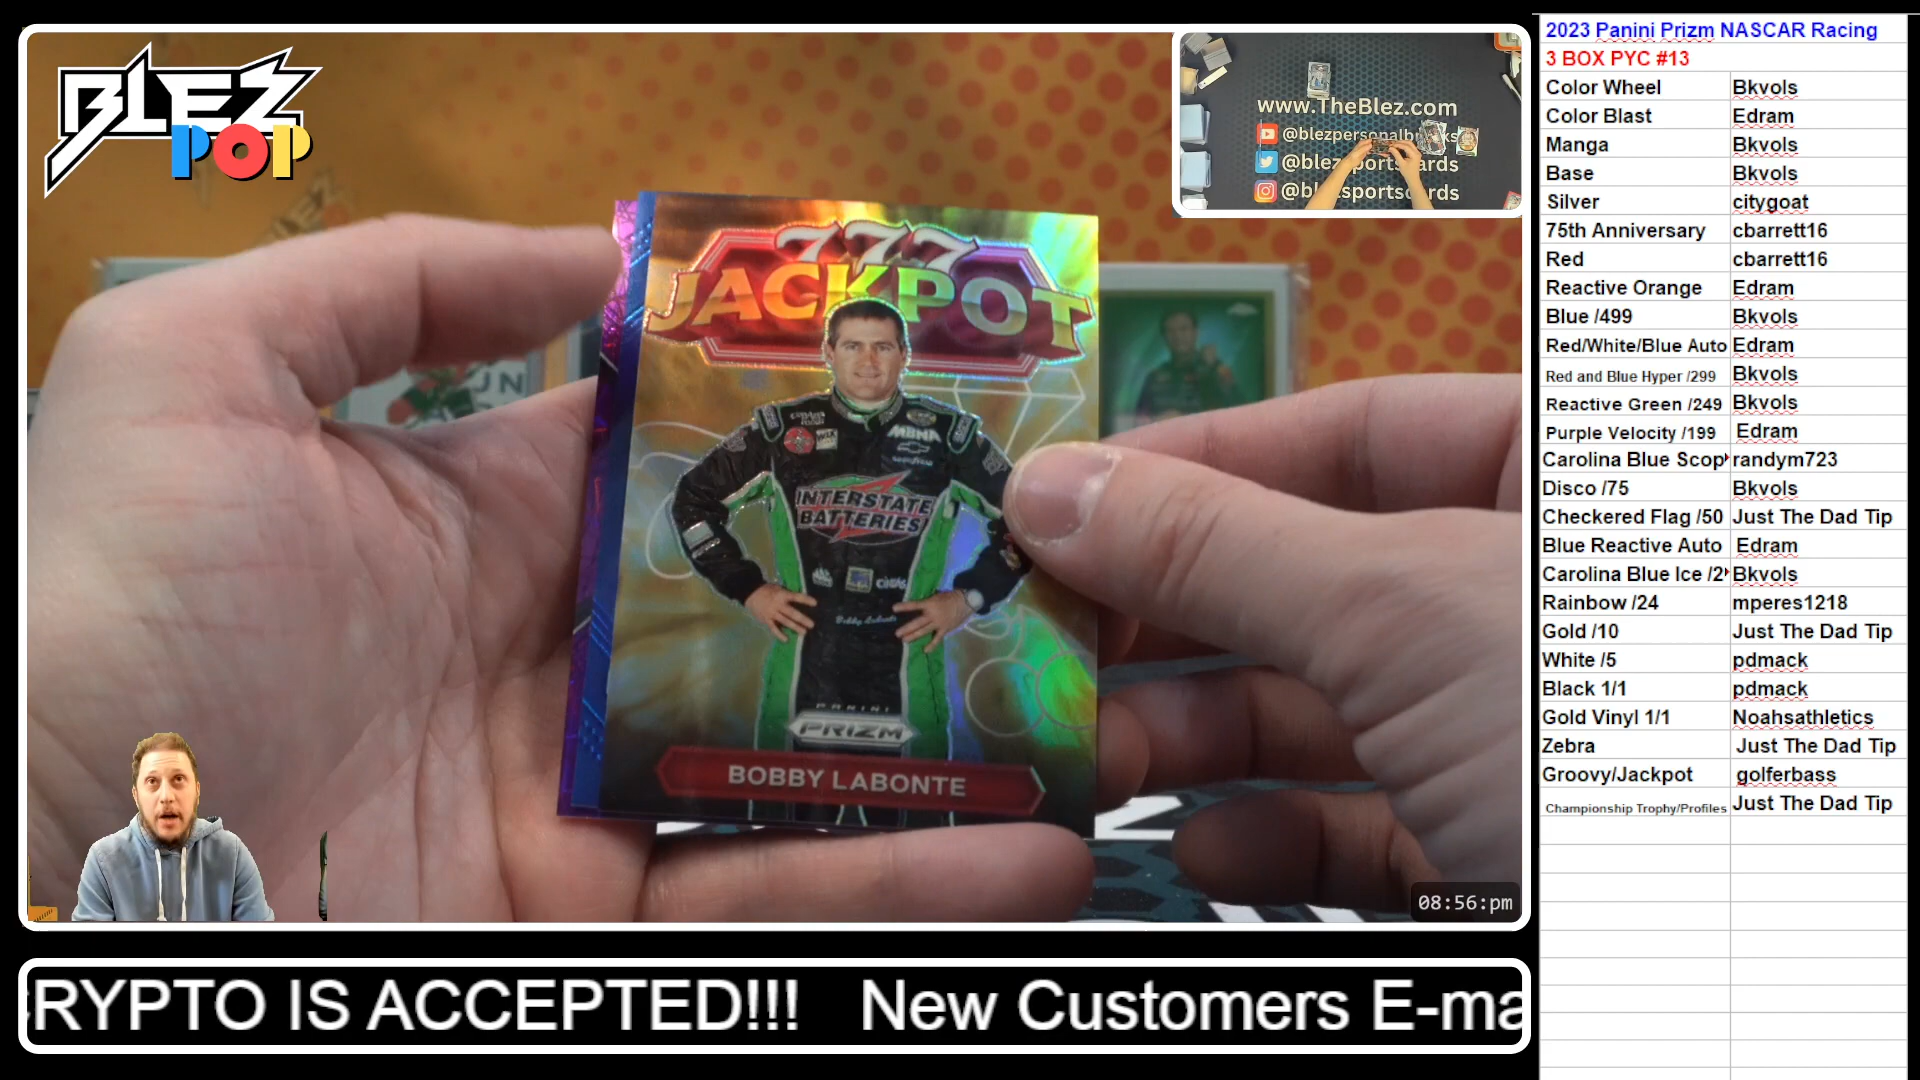 BLEZ
POP
777
JACKPOT
MBNA
INTERSTATE
BATTERIES
PANINI
PRIZM
BOBBY LABONTE
www.TheBlez.com
08:56:pm
RYPTO IS ACCEPTED!!! New Customers E-ma
2023 Panini Prizm NASCAR Racing
3 BOX PYC #13
Color Wheel Bkvols
Color Blast Edram
Manga Bkvols
Base Bkvols
Silver citygoat
75th Anniversary cbarrett16
Red cbarrett16
Reactive Orange Edram
Blue /499 Bkvols
Red/White/Blue Auto Edram
Red and Blue Hyper /299 Bkvols
Reactive Green /249 Bkvols
Purple Velocity /199 Edram
Carolina Blue Scop randym723
Disco /75 Bkvols
Checkered Flag /50 Just The Dad Tip
Blue Reactive Auto Edram
Carolina Blue Ice /2 Bkvols
Rainbow /24 mperes1218
Gold /10 Just The Dad Tip
White /5 pdmack
Black 1/1 pdmack
Gold Vinyl 1/1 Noahsathletics
Zebra Just The Dad Tip
Groovy/Jackpot golferbass
Championship Trophy/Profiles Just The Dad Tip